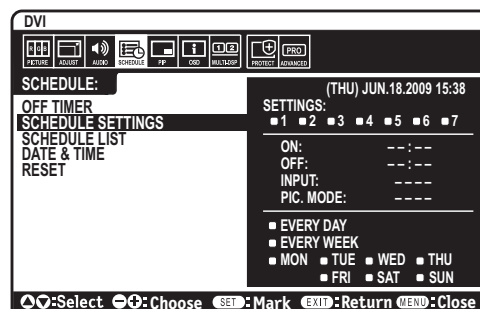 DVI
RGB
PICTURE ADJUST AUDIO SCHEDULE PIP OSD MULTI-DSP PROTECT ADVANCED
1 2
PRO
SCHEDULE:
OFF TIMER
SCHEDULE SETTINGS
SCHEDULE LIST
DATE & TIME
RESET
(THU) JUN.18.2009 15:38
SETTINGS:
1 2 3 4 5 6 7
ON: --:--
OFF: --:--
INPUT: ----
PIC. MODE: ----
EVERY DAY
EVERY WEEK
MON TUE WED THU
FRI SAT SUN
:Select :Choose SET :Mark EXIT :Return MENU :Close